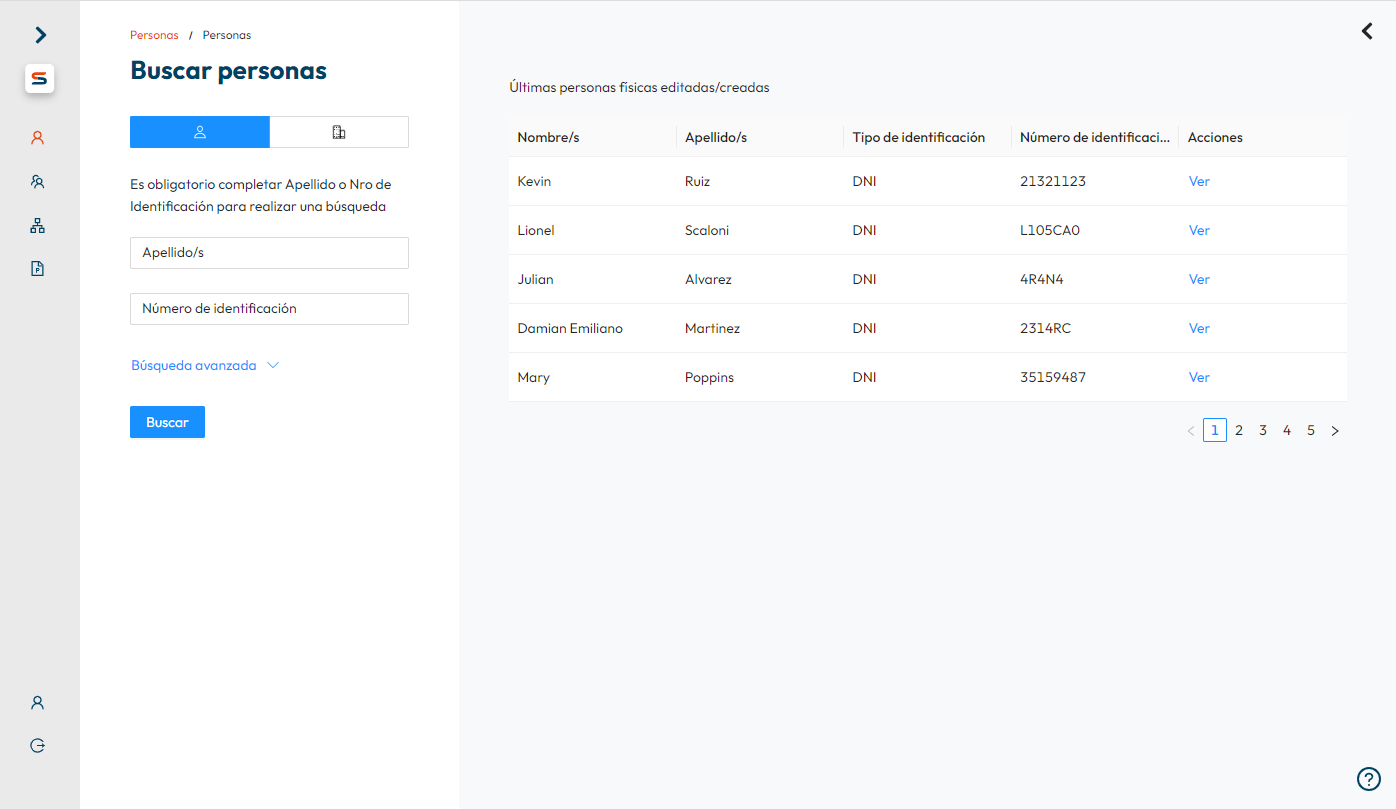 Personas / Personas
Buscar personas
Es obligatorio completar Apellido o Nro de
Identificación para realizar una búsqueda
Apellido/s
Número de identificación
Búsqueda avanzada
Buscar
Últimas personas físicas editadas/creadas
Nombre/s Apellido/s Tipo de identificación Número de identificaci... Acciones
Kevin Ruiz DNI 21321123 Ver
Lionel Scaloni DNI L105CA0 Ver
Julian Alvarez DNI 4R4N4 Ver
Damian Emiliano Martinez DNI 2314RC Ver
Mary Poppins DNI 35159487 Ver
< 1 2 3 4 5 >